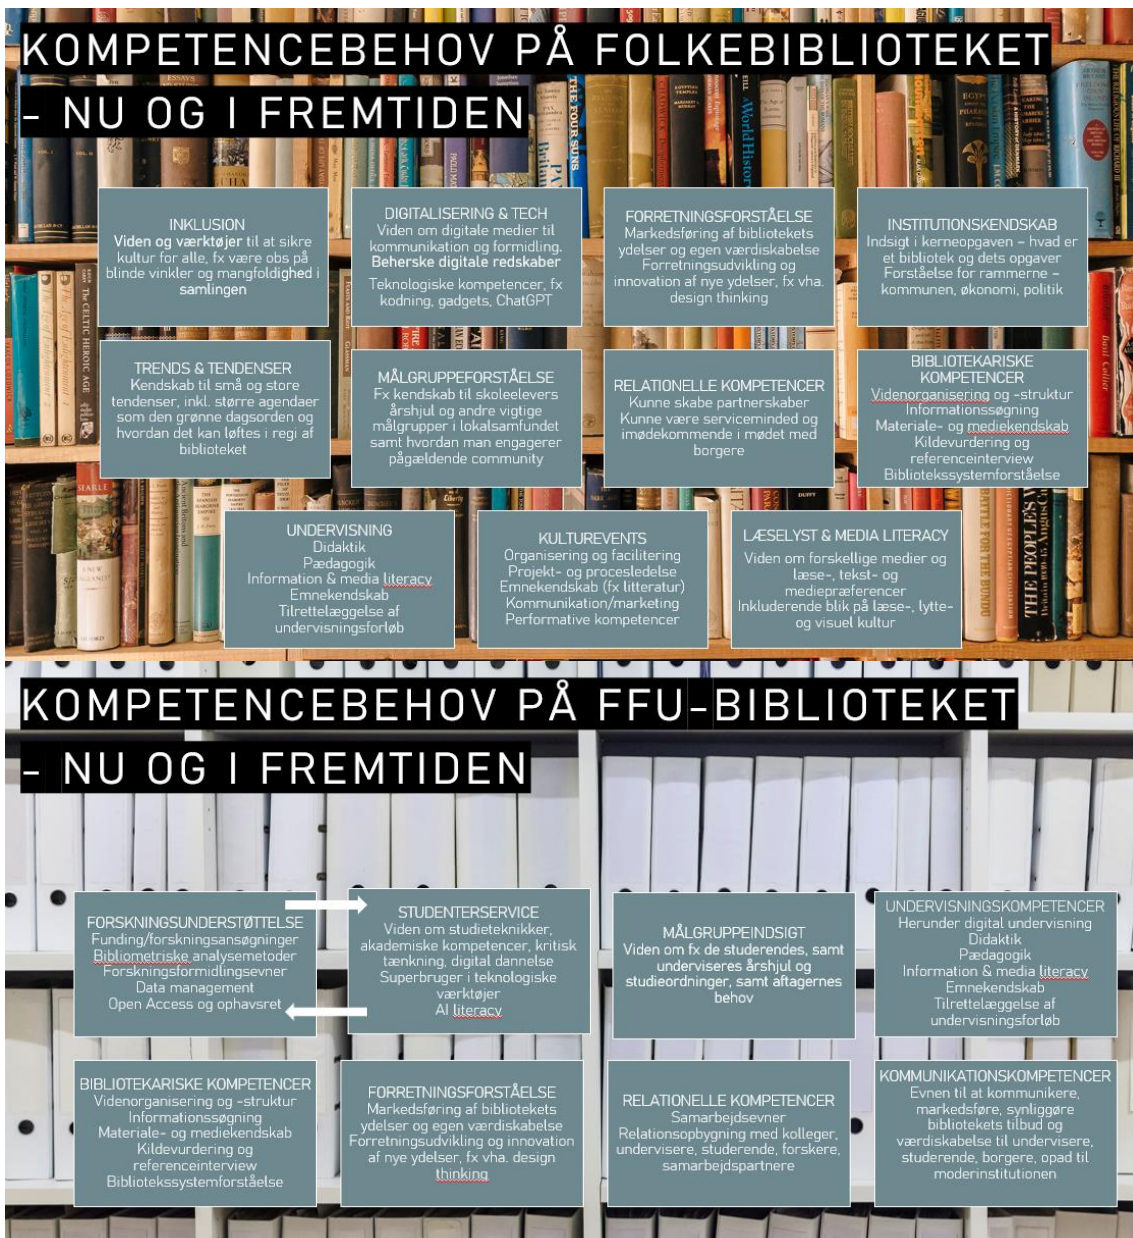 KOMPETENCEBEHOV PÅ FOLKEBIBLIOTEKET
- NU OG I FREMTIDEN
INKLUSION
Viden og værktøjer til at sikre
kultur for alle, fx være obs på
blinde vinkler og mangfoldighed i
samlingen
DIGITALISERING & TECH
Viden om digitale medier til
kommunikation og formidling,
Beherske digitale redskaber
Teknologiske kompetencer, fx
kodning, gadgets, ChatGPT
FORRETNINGSFORSTÅELSE
Markedsføring af bibliotekets
ydelser og egen værdiskabelse
Forretningsudvikling og
innovation af nye ydelser, fx vha.
design thinking
INSTITUTIONSKENDSKAB
Indsigt i kerneopgaven – hvad er
et bibliotek og dets opgaver
Forståelse for rammerne –
kommunen, økonomi, politik
TRENDS & TENDENSER
Kendskab til små og store
tendenser, inkl. større agendaer
som den grønne dagsorden og
hvordan det kan løftes i regi af
biblioteket
MÅLGRUPPEFORSTÅELSE
Fx kendskab til skoleelevers
årshjul og andre vigtige
målgrupper i lokalsamfundet
samt hvordan man engagerer
pågældende community
RELATIONELLE KOMPETENCER
Kunne skabe partnerskaber
Kunne være serviceminded og
imødekommende i mødet med
borgere
BIBLIOTEKARISKE
KOMPETENCER
Videnorganisering og -struktur
Informationssøgning
Materiale- og mediekendskab
Kildevurdering og
referenceinterview
Bibliotekssystemforståelse
UNDERVISNING
Didaktik
Pædagogik
Information & media literacy
Emnekendskab
Tilrettelæggelse af
undervisningsforløb
KULTUREVENTS
Organisering og facilitering
Projekt- og procesledelse
Emnekendskab (fx litteratur)
Kommunikation/marketing
Performative kompetencer
LÆSELYST & MEDIA LITERACY
Viden om forskellige medier og
læse-, tekst- og
mediepræferencer
Inkluderende blik på læse-, lytte-
og visuel kultur
KOMPETENCEBEHOV PÅ FFU-BIBLIOTEKET
- NU OG I FREMTIDEN
FORSKNINGSUNDERSTØTTELSE
Funding/forskningsansøgninger
Bibliometriske analysemetoder
Forskningsformidlingsevner
Data management
Open Access og ophavsret
STUDENTERSERVICE
Viden om studieteknikker,
akademiske kompetencer, kritisk
tænkning, digital dannelse
Superbruger i teknologiske
værktøjer
AI literacy
MÅLGRUPPEINDSIGT
Viden om fx de studerendes, samt
underviseres årshjul og
studieordninger, samt aftagernes
behov
UNDERVISNINGSKOMPETENCER
Herunder digital undervisning
Didaktik
Pædagogik
Information & media literacy
Emnekendskab
Tilrettelæggelse af
undervisningsforløb
BIBLIOTEKARISKE KOMPETENCER
Videnorganisering og -struktur
Informationssøgning
Materiale- og mediekendskab
Kildevurdering og
referenceinterview
Bibliotekssystemforståelse
FORRETNINGSFORSTÅELSE
Markedsføring af bibliotekets
ydelser og egen værdiskabelse
Forretningsudvikling og innovation
af nye ydelser, fx vha. design
thinking
RELATIONELLE KOMPETENCER
Samarbejdsevner
Relationsopbygning med kolleger,
undervisere, studerende, forskere,
samarbejdspartnere
KOMMUNIKATIONSKOMPETENCER
Evnen til at kommunikere,
markedsføre, synliggøre
bibliotekets tilbud og
værdiskabelse til undervisere,
studerende, borgere, opad til
moderinstitutionen